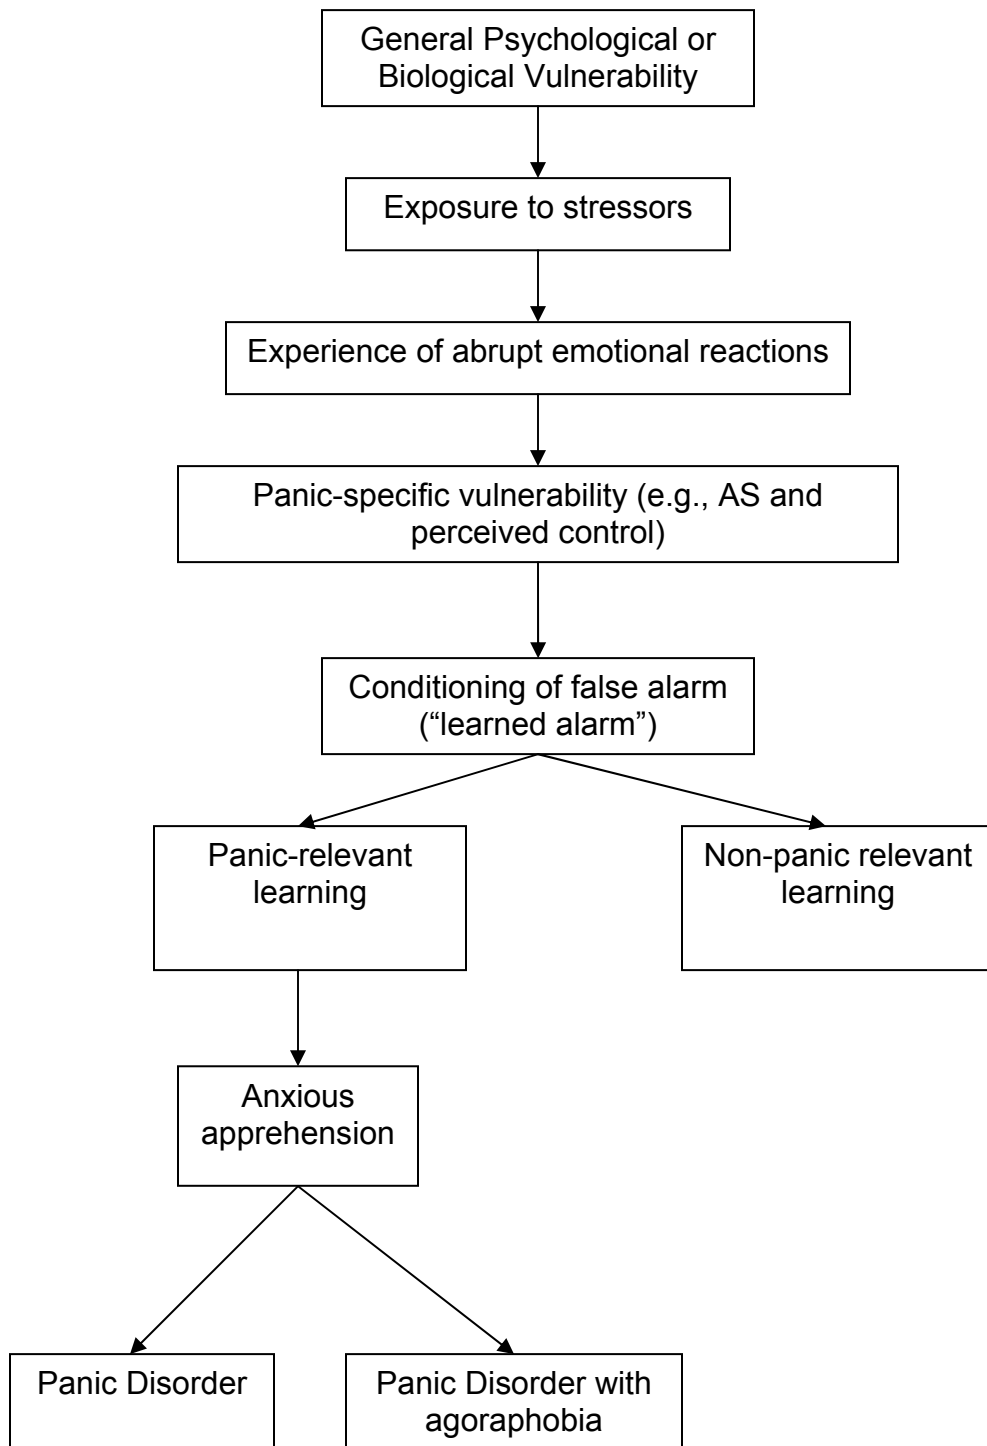 General Psychological or
Biological Vulnerability
Exposure to stressors
Experience of abrupt emotional reactions
Panic-specific vulnerability (e.g., AS and
perceived control)
Conditioning of false alarm
(“learned alarm”)
Panic-relevant
learning
Non-panic relevant
learning
Anxious
apprehension
Panic Disorder
Panic Disorder with
agoraphobia